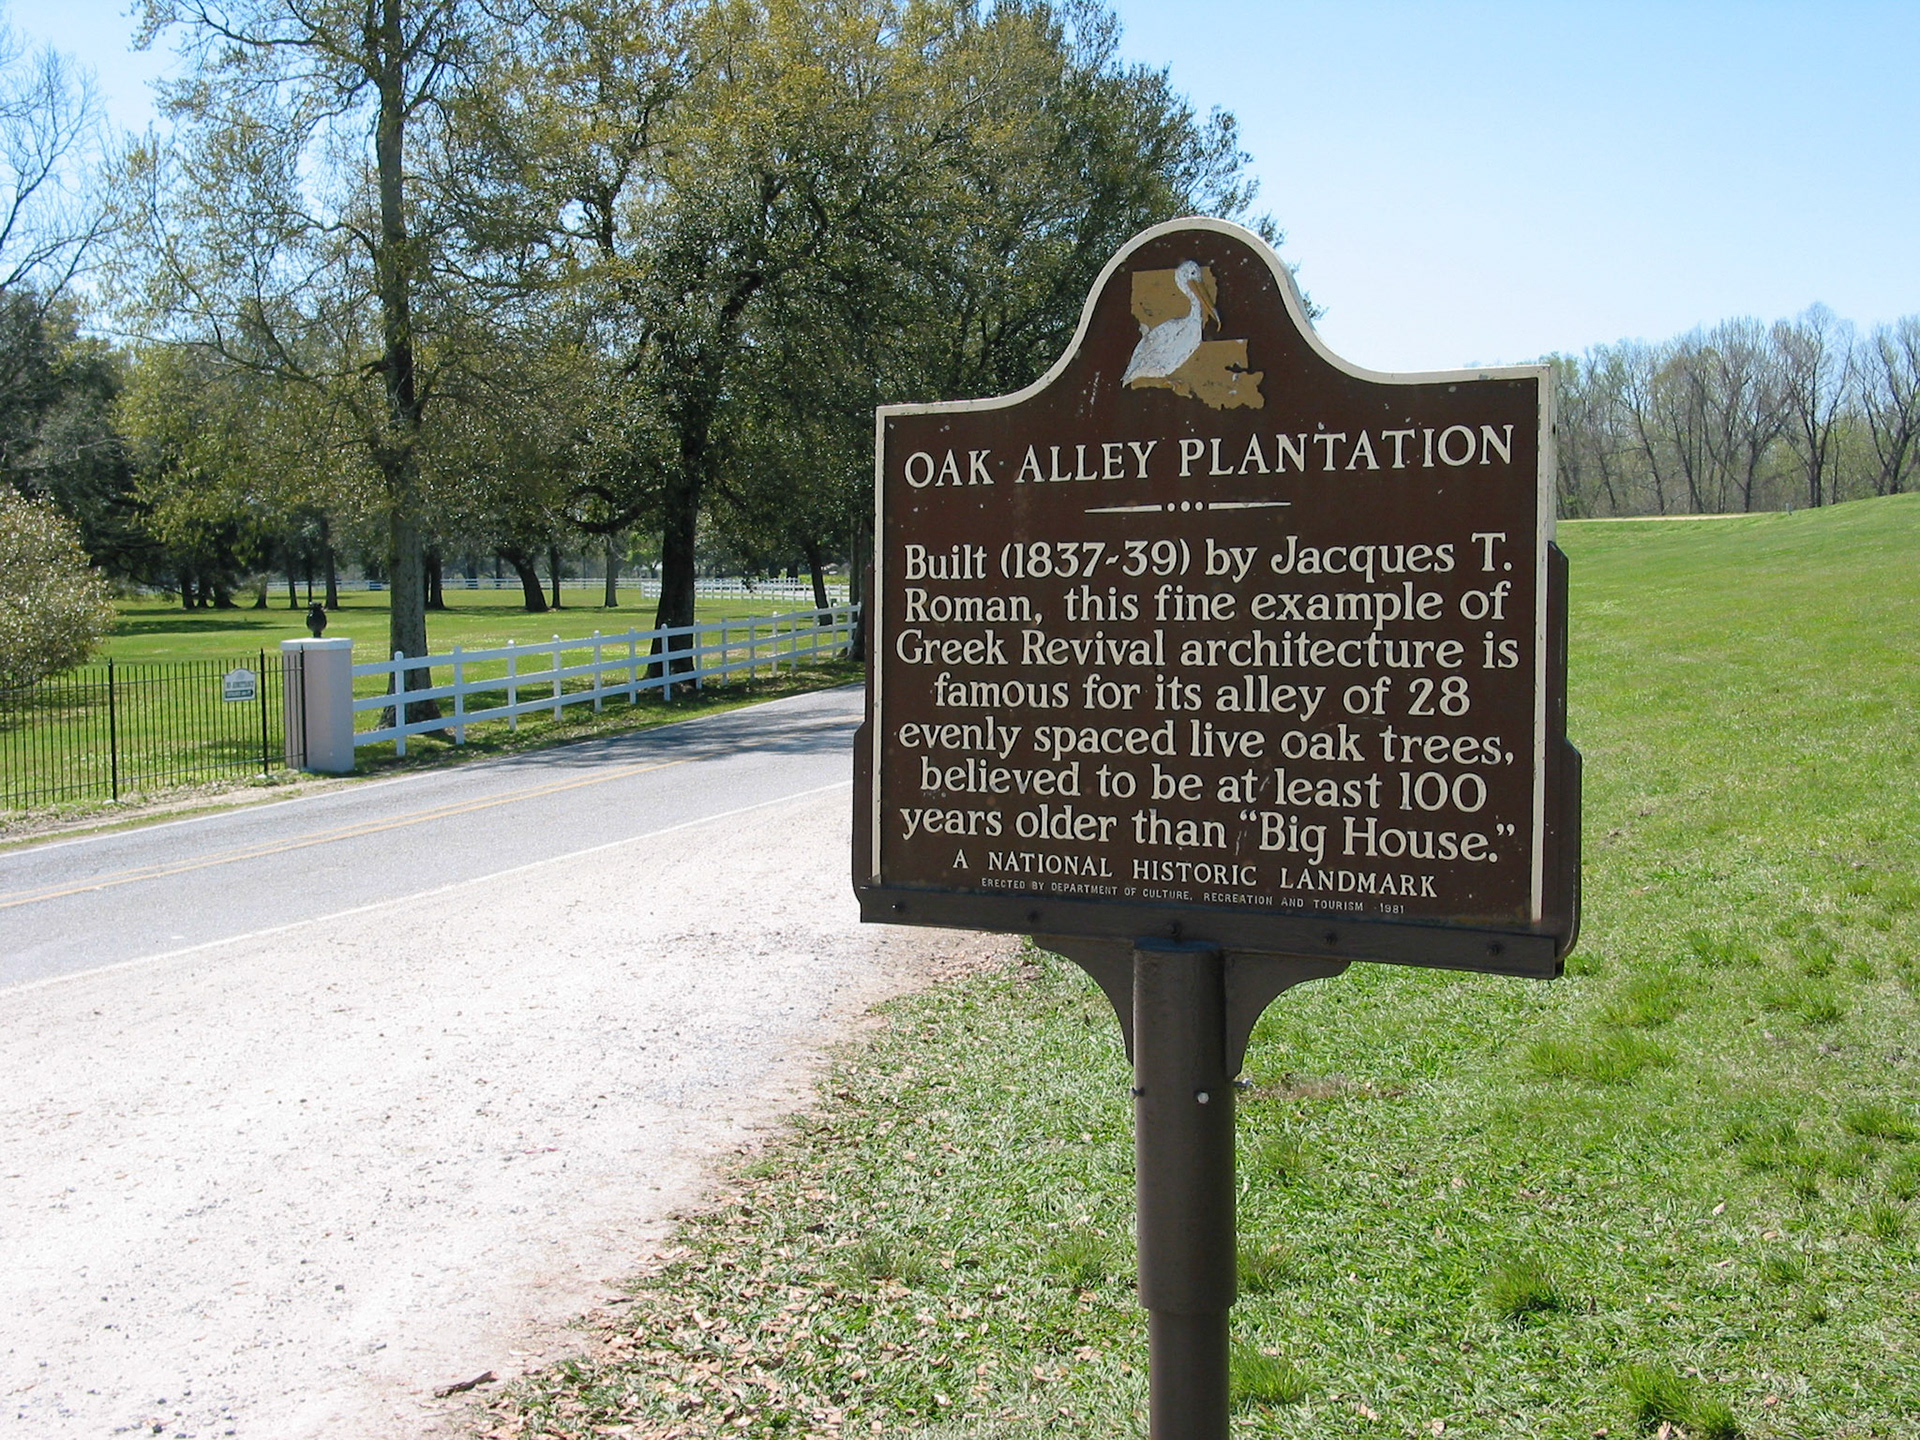 OAK ALLEY PLANTATION
Built (1837-39) by Jacques T.
Roman, this fine example of
Greek Revival architecture is
famous for its alley of 28
evenly spaced live oak trees,
believed to be at least 100
years older than "Big House."
A NATIONAL HISTORIC LANDMARK
ERECTED BY DEPARTMENT OF CULTURE, RECREATION AND TOURISM 1981
NO ADMITTANCE